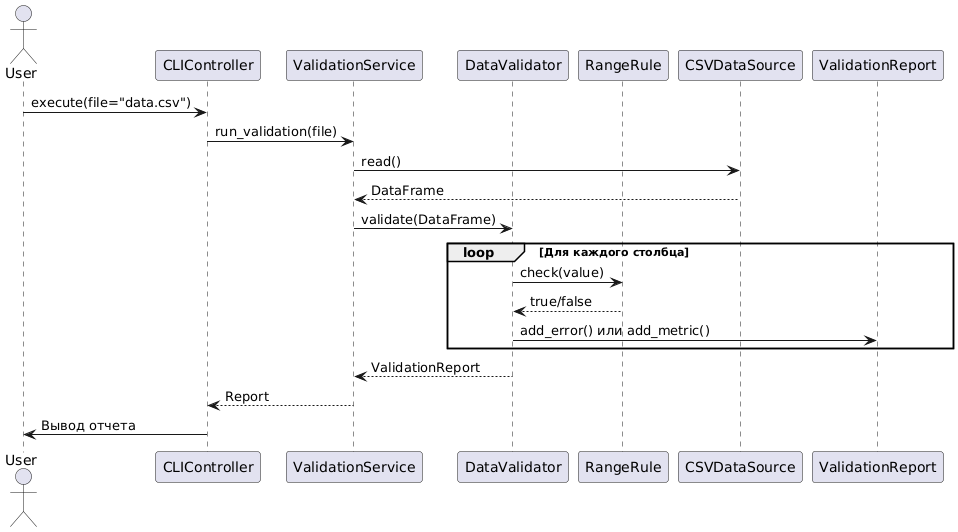 User
CLIController
ValidationService
DataValidator
RangeRule
CSVDataSource
ValidationReport
execute(file="data.csv")
run_validation(file)
read()
DataFrame
validate(DataFrame)
loop
[Для каждого столбца]
check(value)
true/false
add_error() или add_metric()
ValidationReport
Report
Вывод отчета
User
CLIController
ValidationService
DataValidator
RangeRule
CSVDataSource
ValidationReport